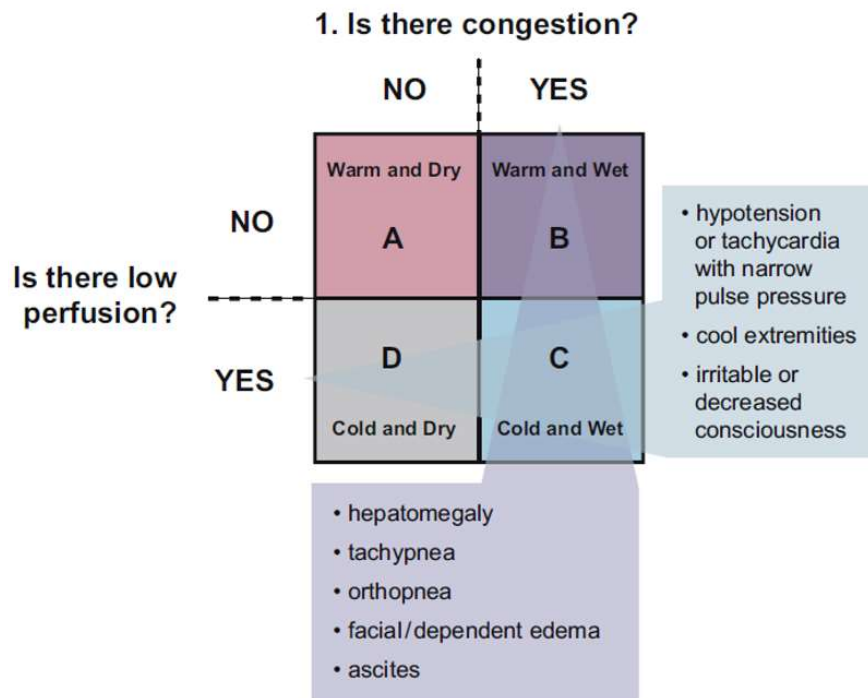 1. Is there congestion?
NO
YES
Warm and Dry
Warm and Wet
NO
A
B
Is there low
perfusion?
YES
D
C
Cold and Dry
Cold and Wet
• hypotension
or tachycardia
with narrow
pulse pressure
• cool extremities
• irritable or
decreased
consciousness
• hepatomegaly
• tachypnea
• orthopnea
• facial/dependent edema
• ascites